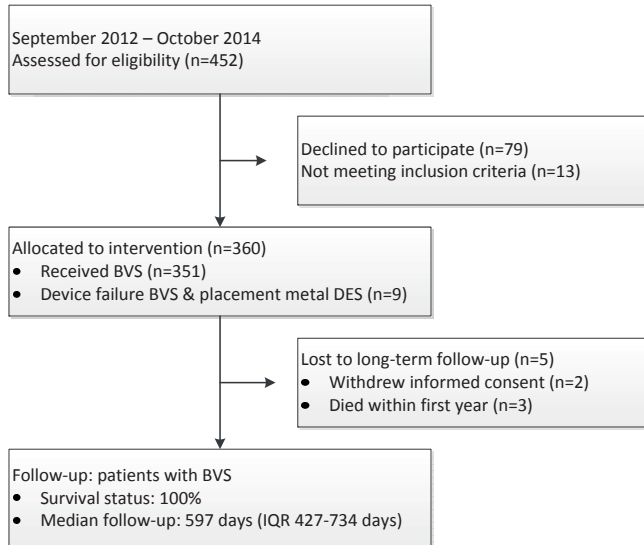 September 2012 – October 2014
Assessed for eligibility (n=452)
Declined to participate (n=79)
Not meeting inclusion criteria (n=13)
Allocated to intervention (n=360)
• Received BVS (n=351)
• Device failure BVS & placement metal DES (n=9)
Lost to long-term follow-up (n=5)
• Withdrew informed consent (n=2)
• Died within first year (n=3)
Follow-up: patients with BVS
• Survival status: 100%
• Median follow-up: 597 days (IQR 427-734 days)